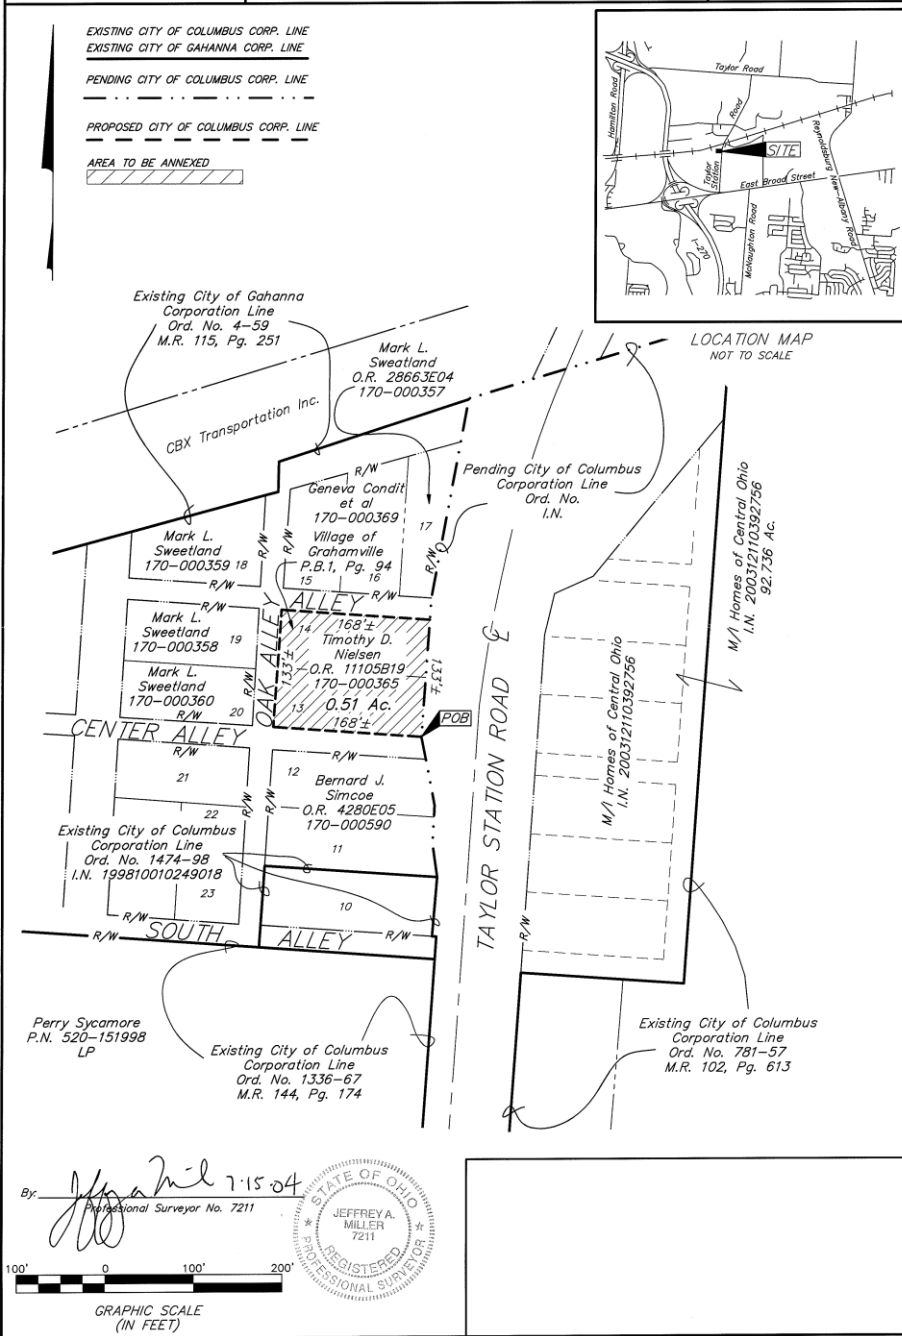 EXISTING CITY OF COLUMBUS CORP. LINE
EXISTING CITY OF GAHANNA CORP. LINE
PENDING CITY OF COLUMBUS CORP. LINE
PROPOSED CITY OF COLUMBUS CORP. LINE
AREA TO BE ANNEXED
Taylor Road
Hamilton Road
Road
SITE
Taylor
Station
East Broad Street
Reynoldsburg New-Albany Road
McNaughton Road
I-270
LOCATION MAP
NOT TO SCALE
Existing City of Gahanna
Corporation Line
Ord. No. 4-59
M.R. 115, Pg. 251
Mark L.
Sweatland
O.R. 28663E04
170-000357
CBX Transportation Inc.
R/W
Geneva Condit
et al
170-000369
17
Village of
Grahamville
P.B.1, Pg. 94
15
16
R/W
R/W
Pending City of Columbus
Corporation Line
Ord. No.
I.N.
Mark L.
Sweetland
170-000359 18
R/W
R/W
R/W
ALLEY
R/W
R/W
Mark L.
Sweetland
170-000358
19
Mark L.
Sweetland
170-000360
R/W
20
R/W
OAK ALLEY
14
168'±
Timothy D.
Nielsen
O.R. 11105B19
170-000365
0.51 Ac.
13
168'±
133'±
133'±
POB
CENTER ALLEY
R/W
21
22
R/W
23
R/W
R/W
12
R/W
Bernard J.
Simcoe
O.R. 4280E05
170-000590
11
R/W
Existing City of Columbus
Corporation Line
Ord. No. 1474-98
I.N. 199810010249018
10
R/W
SOUTH
ALLEY
R/W
TAYLOR STATION ROAD
R/W
M/I Homes of Central Ohio
I.N. 200312110392756
M/I Homes of Central Ohio
I.N. 200312110392756
92.736 Ac.
Perry Sycamore
P.N. 520-151998
LP
Existing City of Columbus
Corporation Line
Ord. No. 1336-67
M.R. 144, Pg. 174
Existing City of Columbus
Corporation Line
Ord. No. 781-57
M.R. 102, Pg. 613
By:
7-15-04
Professional Surveyor No. 7211
STATE OF OHIO
JEFFREY A.
MILLER
7211
REGISTERED
PROFESSIONAL SURVEYOR
100' 0 100' 200'
GRAPHIC SCALE
(IN FEET)